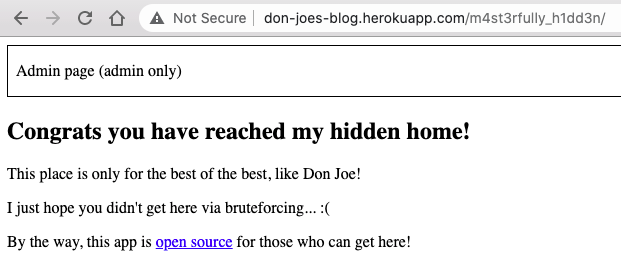 Not Secure
don-joes-blog.herokuapp.com/m4st3rfully_h1dd3n/
Admin page (admin only)
Congrats you have reached my hidden home!
This place is only for the best of the best, like Don Joe!
I just hope you didn't get here via bruteforcing... :(
By the way, this app is open source for those who can get here!